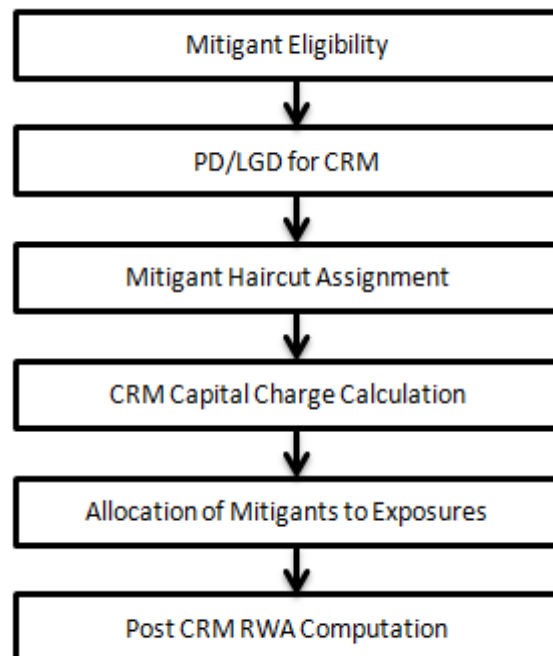 Mitigant Eligibility
PD/LGD for CRM
Mitigant Haircut Assignment
CRM Capital Charge Calculation
Allocation of Mitigants to Exposures
Post CRM RWA Computation